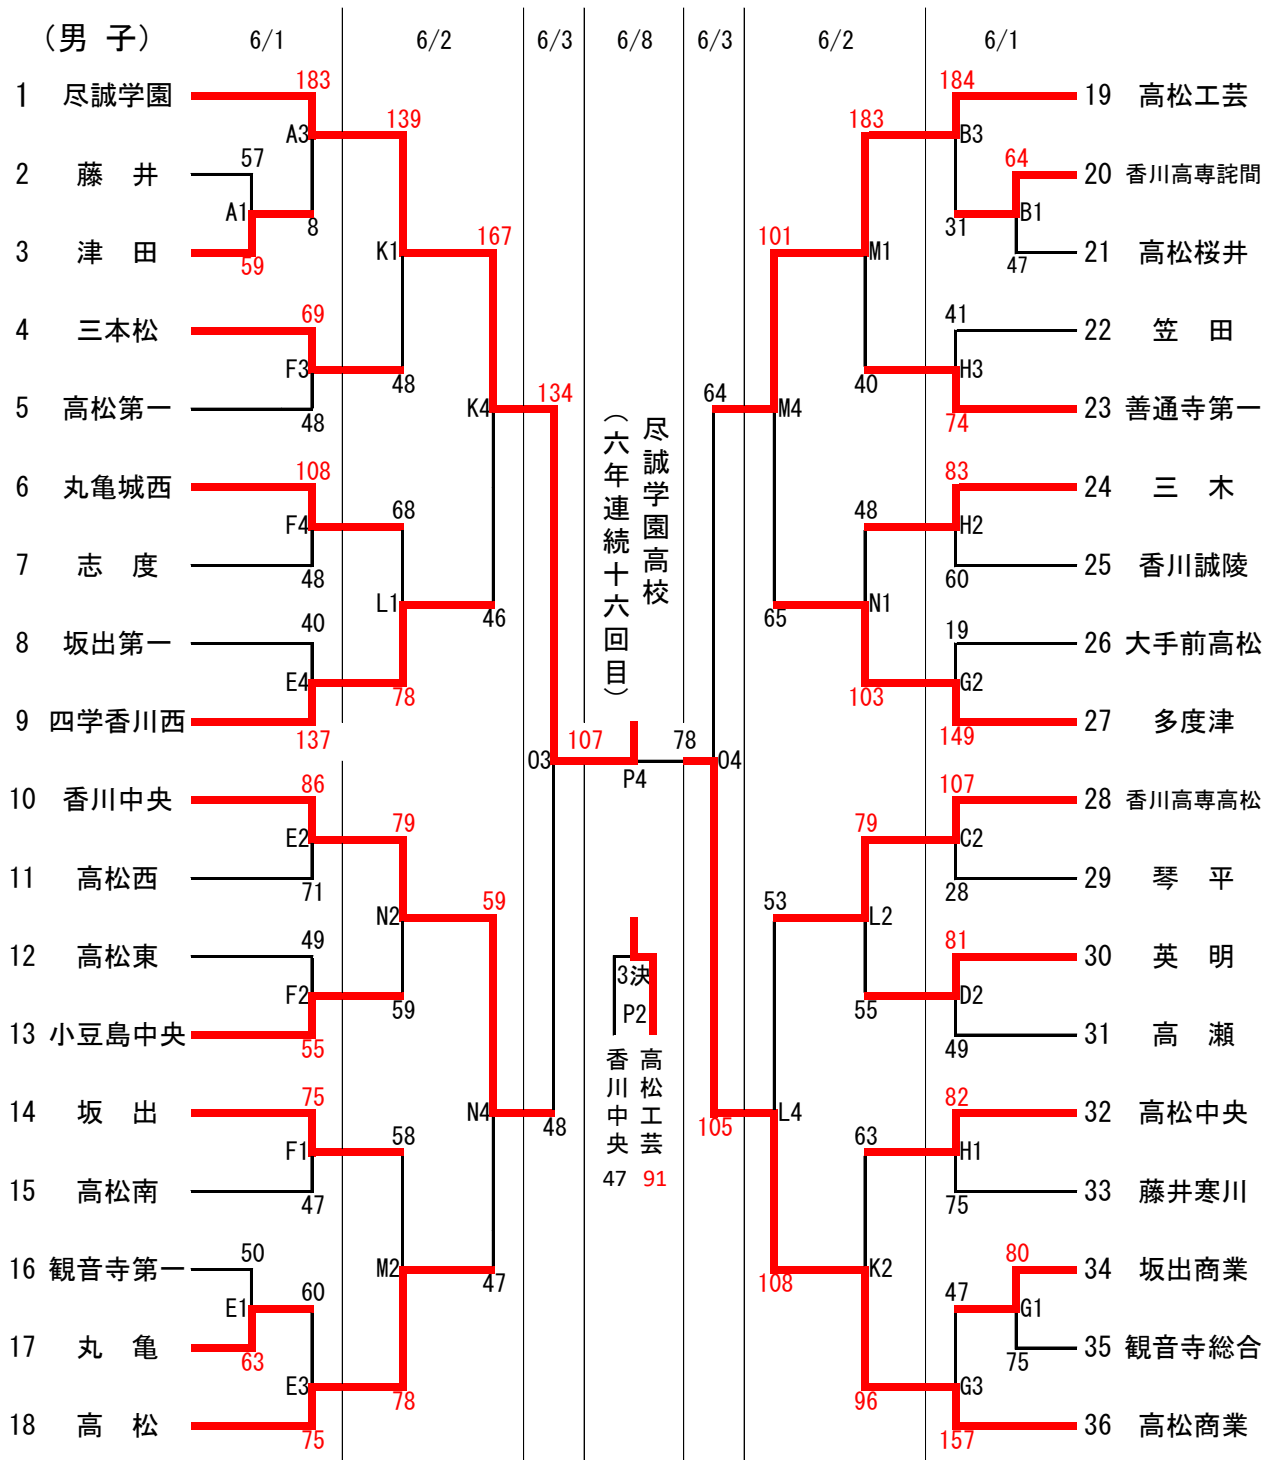 （男 子）
6/1
6/2
6/3
6/8
6/3
6/2
6/1
183
184
1 尽誠学園
19 高松工芸
139
183
A3
B3
57
64
2 藤 井
20 香川高専詫間
A1
B1
8
31
3 津 田
K1
167
101
M1
21 高松桜井
59
47
69
41
4 三本松
22 笠 田
F3
H3
48
40
134
64
5 高松第一
K4
M4
23 善通寺第一
48
74
尽誠学園高校
（六年連続十六回目）
108
83
6 丸亀城西
24 三 木
68
48
F4
H2
7 志 度
25 香川誠陵
48
60
L1
N1
46
65
40
19
8 坂出第一
26 大手前高松
E4
G2
78
103
9 四学香川西
27 多度津
137
149
107
78
O3
O4
P4
86
107
10 香川中央
28 香川高専高松
79
79
E2
C2
11 高松西
29 琴 平
71
28
N2
59
53
L2
49
81
12 高松東
30 英 明
3決
F2
D2
59
55
P2
13 小豆島中央
31 高 瀬
55
49
香川中央
高松工芸
47
91
75
82
14 坂 出
N4
L4
32 高松中央
48
105
58
63
F1
H1
15 高松南
33 藤井寒川
47
75
50
80
16 観音寺第一
M2
K2
34 坂出商業
47
108
60
47
E1
G1
17 丸 亀
35 観音寺総合
63
75
E3
G3
78
96
18 高 松
36 高松商業
75
157